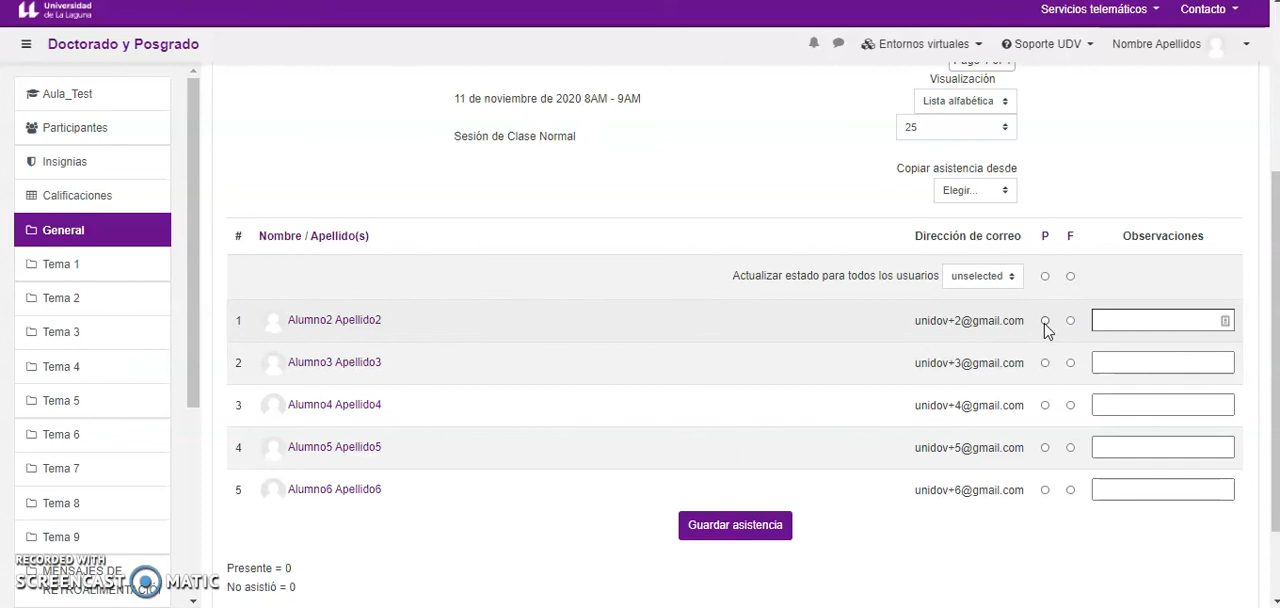 Universidad
de La Laguna
Servicios telemáticos
Contacto
Doctorado y Posgrado
Entornos virtuales
Soporte UDV
Nombre Apellidos
Aula_Test
Participantes
Insignias
Calificaciones
General
Tema 1
Tema 2
Tema 3
Tema 4
Tema 5
Tema 6
Tema 7
Tema 8
Tema 9
MENSAJES DE
RETROALIMENTACIÓN
11 de noviembre de 2020 8AM - 9AM
Sesión de Clase Normal
Page 1 of 1
Visualización
Lista alfabética
25
Copiar asistencia desde
Elegir...
# Nombre / Apellido(s) Dirección de correo P F Observaciones
Actualizar estado para todos los usuarios unselected
1 Alumno2 Apellido2 unidov+2@gmail.com
2 Alumno3 Apellido3 unidov+3@gmail.com
3 Alumno4 Apellido4 unidov+4@gmail.com
4 Alumno5 Apellido5 unidov+5@gmail.com
5 Alumno6 Apellido6 unidov+6@gmail.com
Guardar asistencia
Presente = 0
No asistió = 0
RECORDED WITH
SCREENCAST MATIC